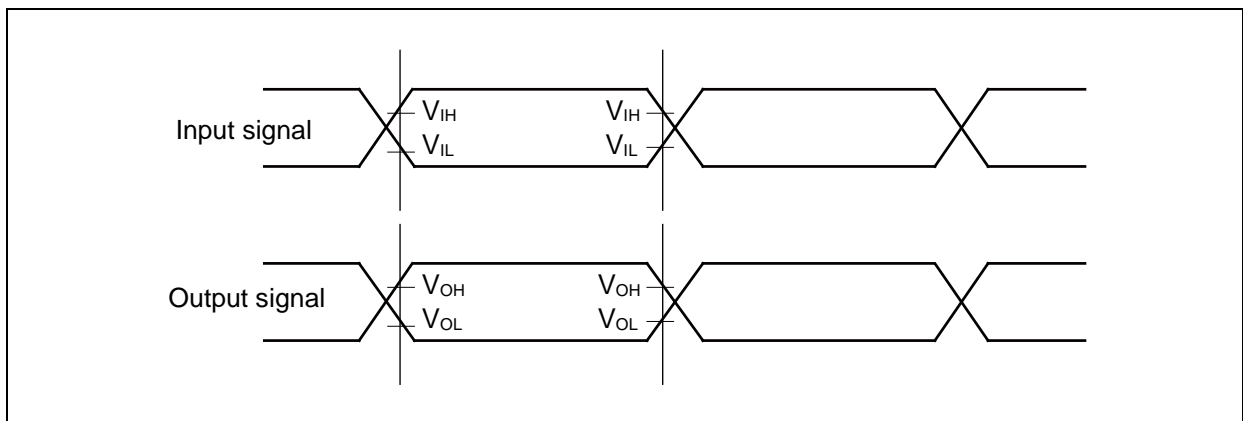 Input signal
VIH VIH
VIL VIL
Output signal
VOH VOH
VOL VOL